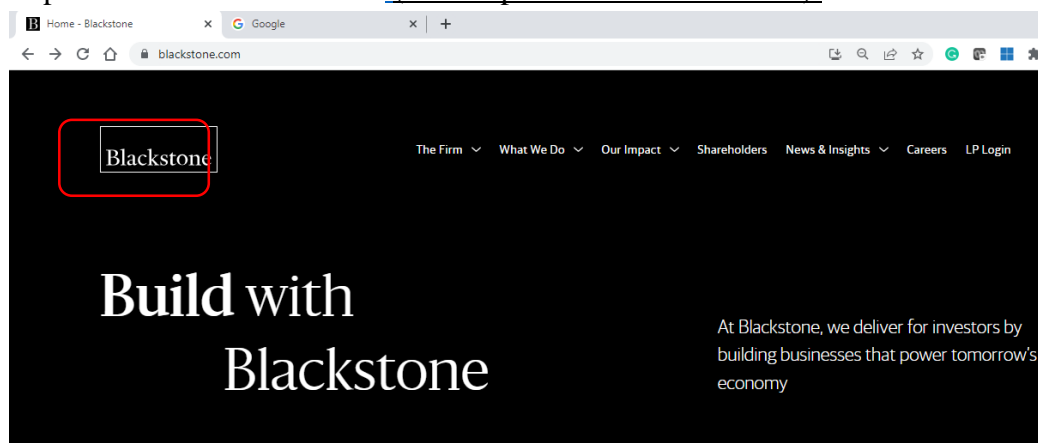 Home - Blackstone
Google
blackstone.com
Blackstone
The Firm What We Do Our Impact Shareholders News & Insights Careers LP Login
Build with
Blackstone
At Blackstone, we deliver for investors by
building businesses that power tomorrow's
economy